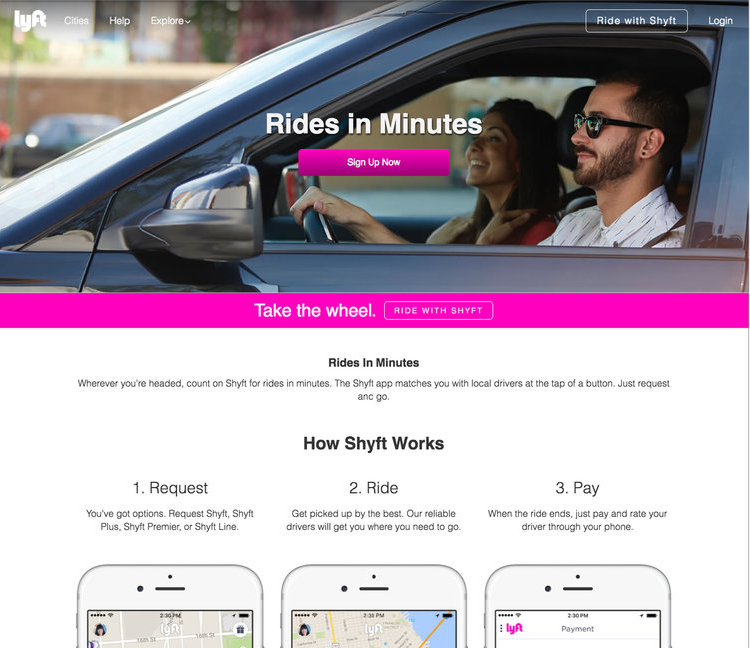 lyft Cities Help Explore Ride with Shyft Login
Rides in Minutes
Sign Up Now
Take the wheel. RIDE WITH SHYFT
Rides In Minutes
Wherever you're headed, count on Shyft for rides in minutes. The Shyft app matches you with local drivers at the tap of a button. Just request
and go.
How Shyft Works
1. Request
You've got options. Request Shyft, Shyft
Plus, Shyft Premier, or Shyft Line.
2. Ride
Get picked up by the best. Our reliable
drivers will get you where you need to go.
3. Pay
When the ride ends, just pay and rate your
driver through your phone.
2:30 PM
lyft
16th St
16th St
2:30 PM
lyft
2:30 PM
lyft Payment